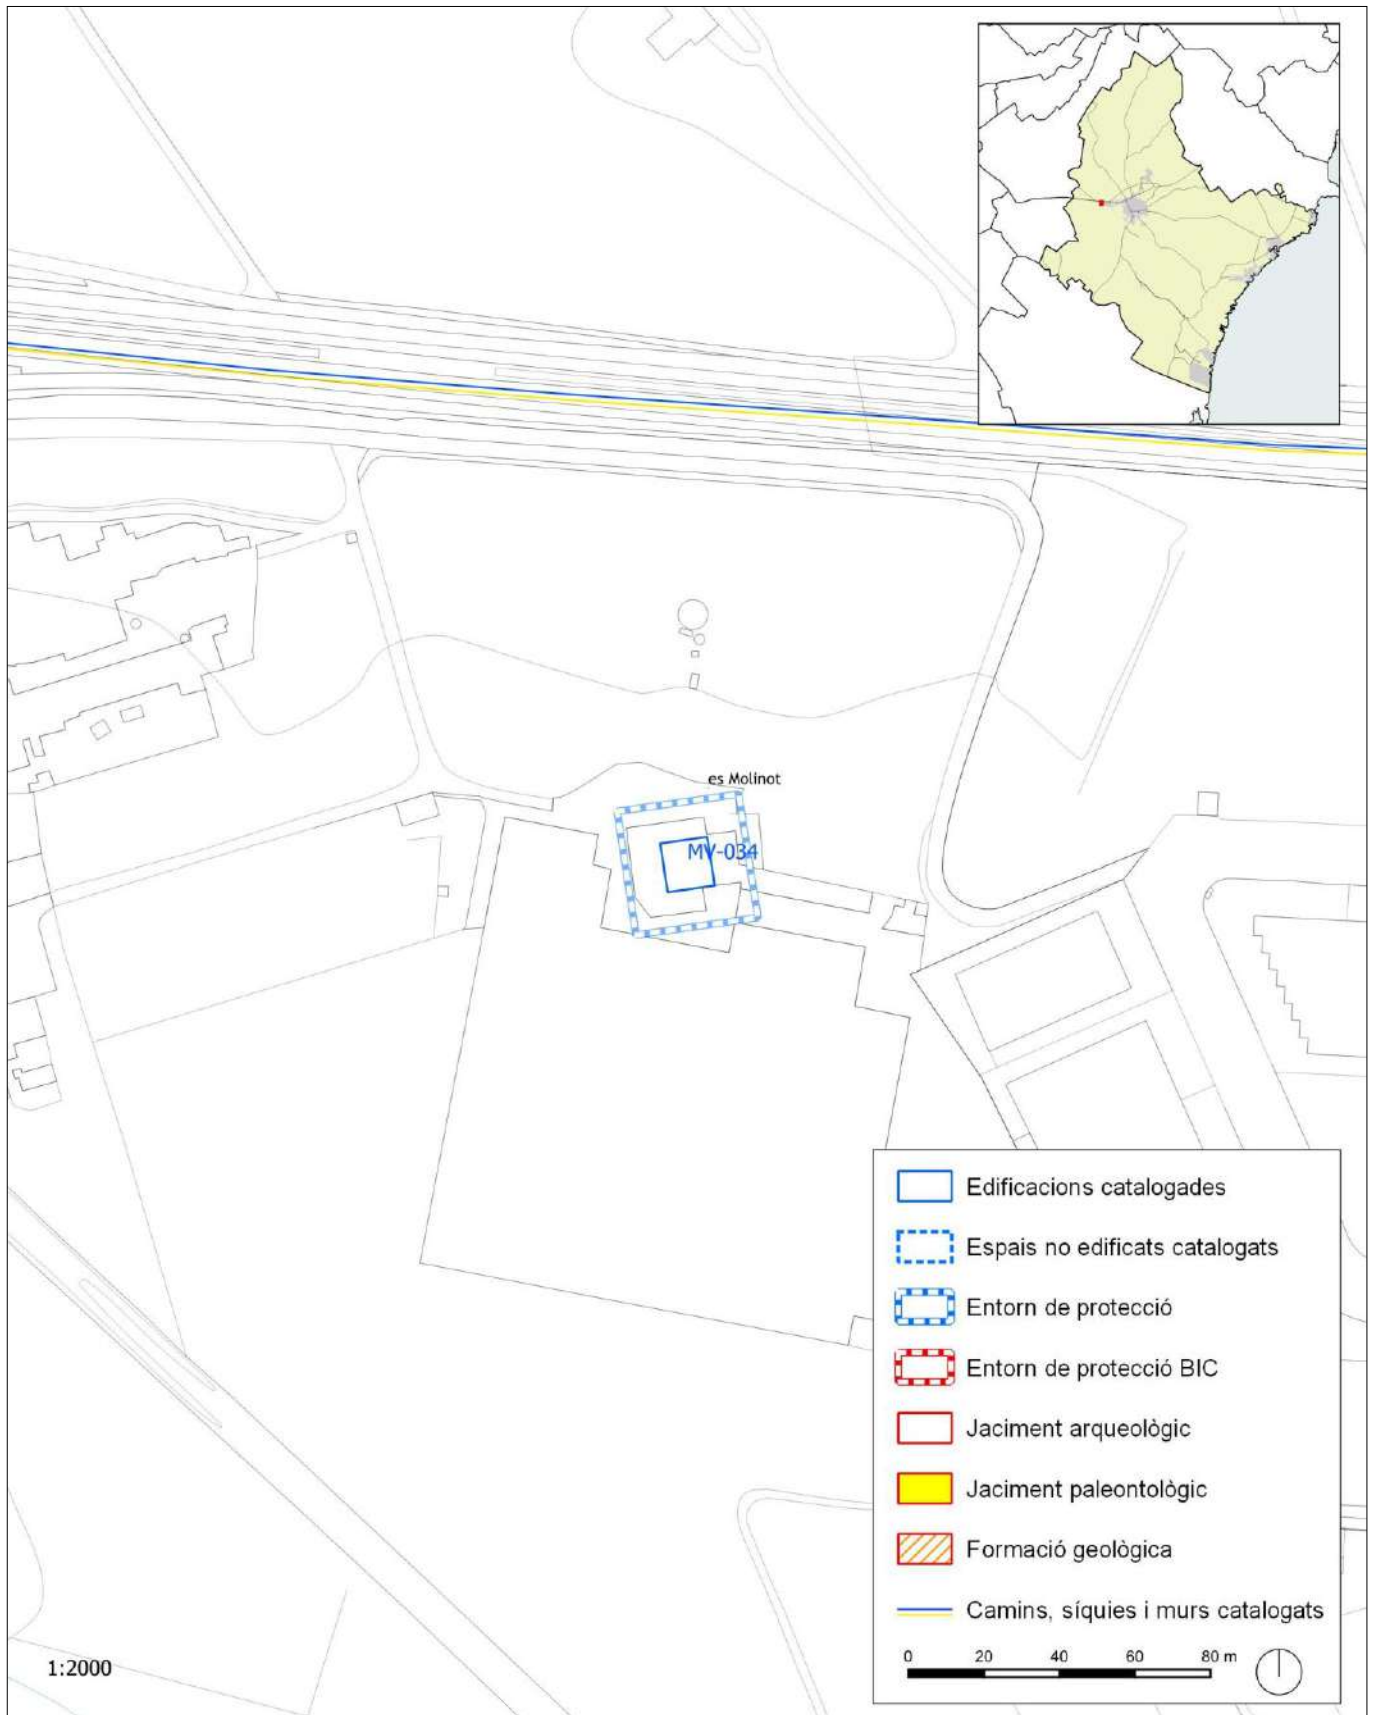 es Molinot
MV-034
Edificacions catalogades
Espais no edificats catalogats
Entorn de protecció
Entorn de protecció BIC
Jaciment arqueològic
Jaciment paleontològic
Formació geològica
Camins, síquies i murs catalogats
0 20 40 60 80 m
1:2000